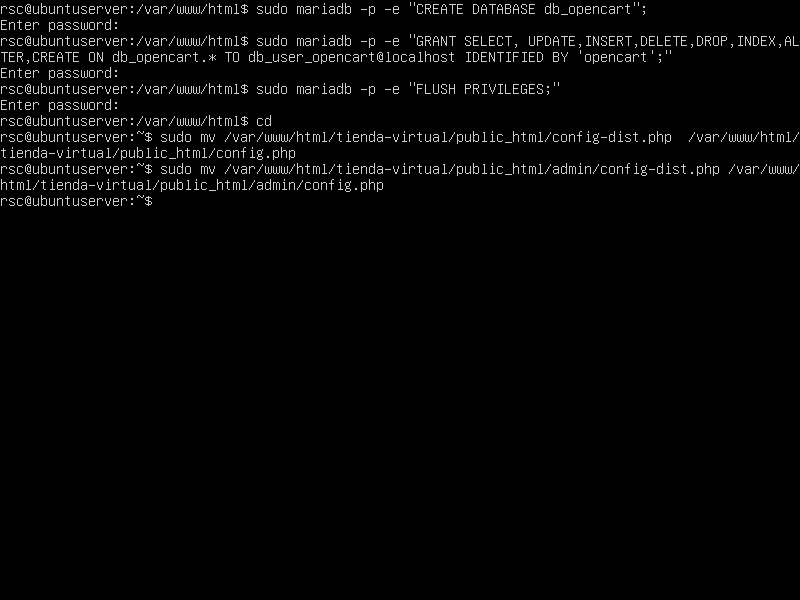 rsc@ubuntuserver:/var/www/html$ sudo mariadb -p -e "CREATE DATABASE db_opencart";
Enter password:
rsc@ubuntuserver:/var/www/html$ sudo mariadb -p -e "GRANT SELECT, UPDATE,INSERT,DELETE,DROP,INDEX,AL
TER,CREATE ON db_opencart.* TO db_user_opencart@localhost IDENTIFIED BY 'opencart';"
Enter password:
rsc@ubuntuserver:/var/www/html$ sudo mariadb -p -e "FLUSH PRIVILEGES;"
Enter password:
rsc@ubuntuserver:/var/www/html$ cd
rsc@ubuntuserver:~$ sudo mv /var/www/html/tienda-virtual/public_html/config-dist.php  /var/www/html/
tienda-virtual/public_html/config.php
rsc@ubuntuserver:~$ sudo mv /var/www/html/tienda-virtual/public_html/admin/config-dist.php /var/www/
html/tienda-virtual/public_html/admin/config.php
rsc@ubuntuserver:~$